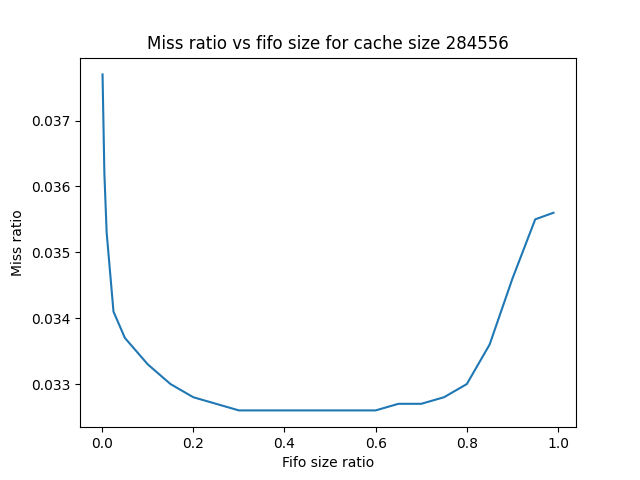 Miss ratio vs fifo size for cache size 284556
0.037
0.036
0.035
0.034
0.033
Miss ratio
0.0 0.2 0.4 0.6 0.8 1.0
Fifo size ratio